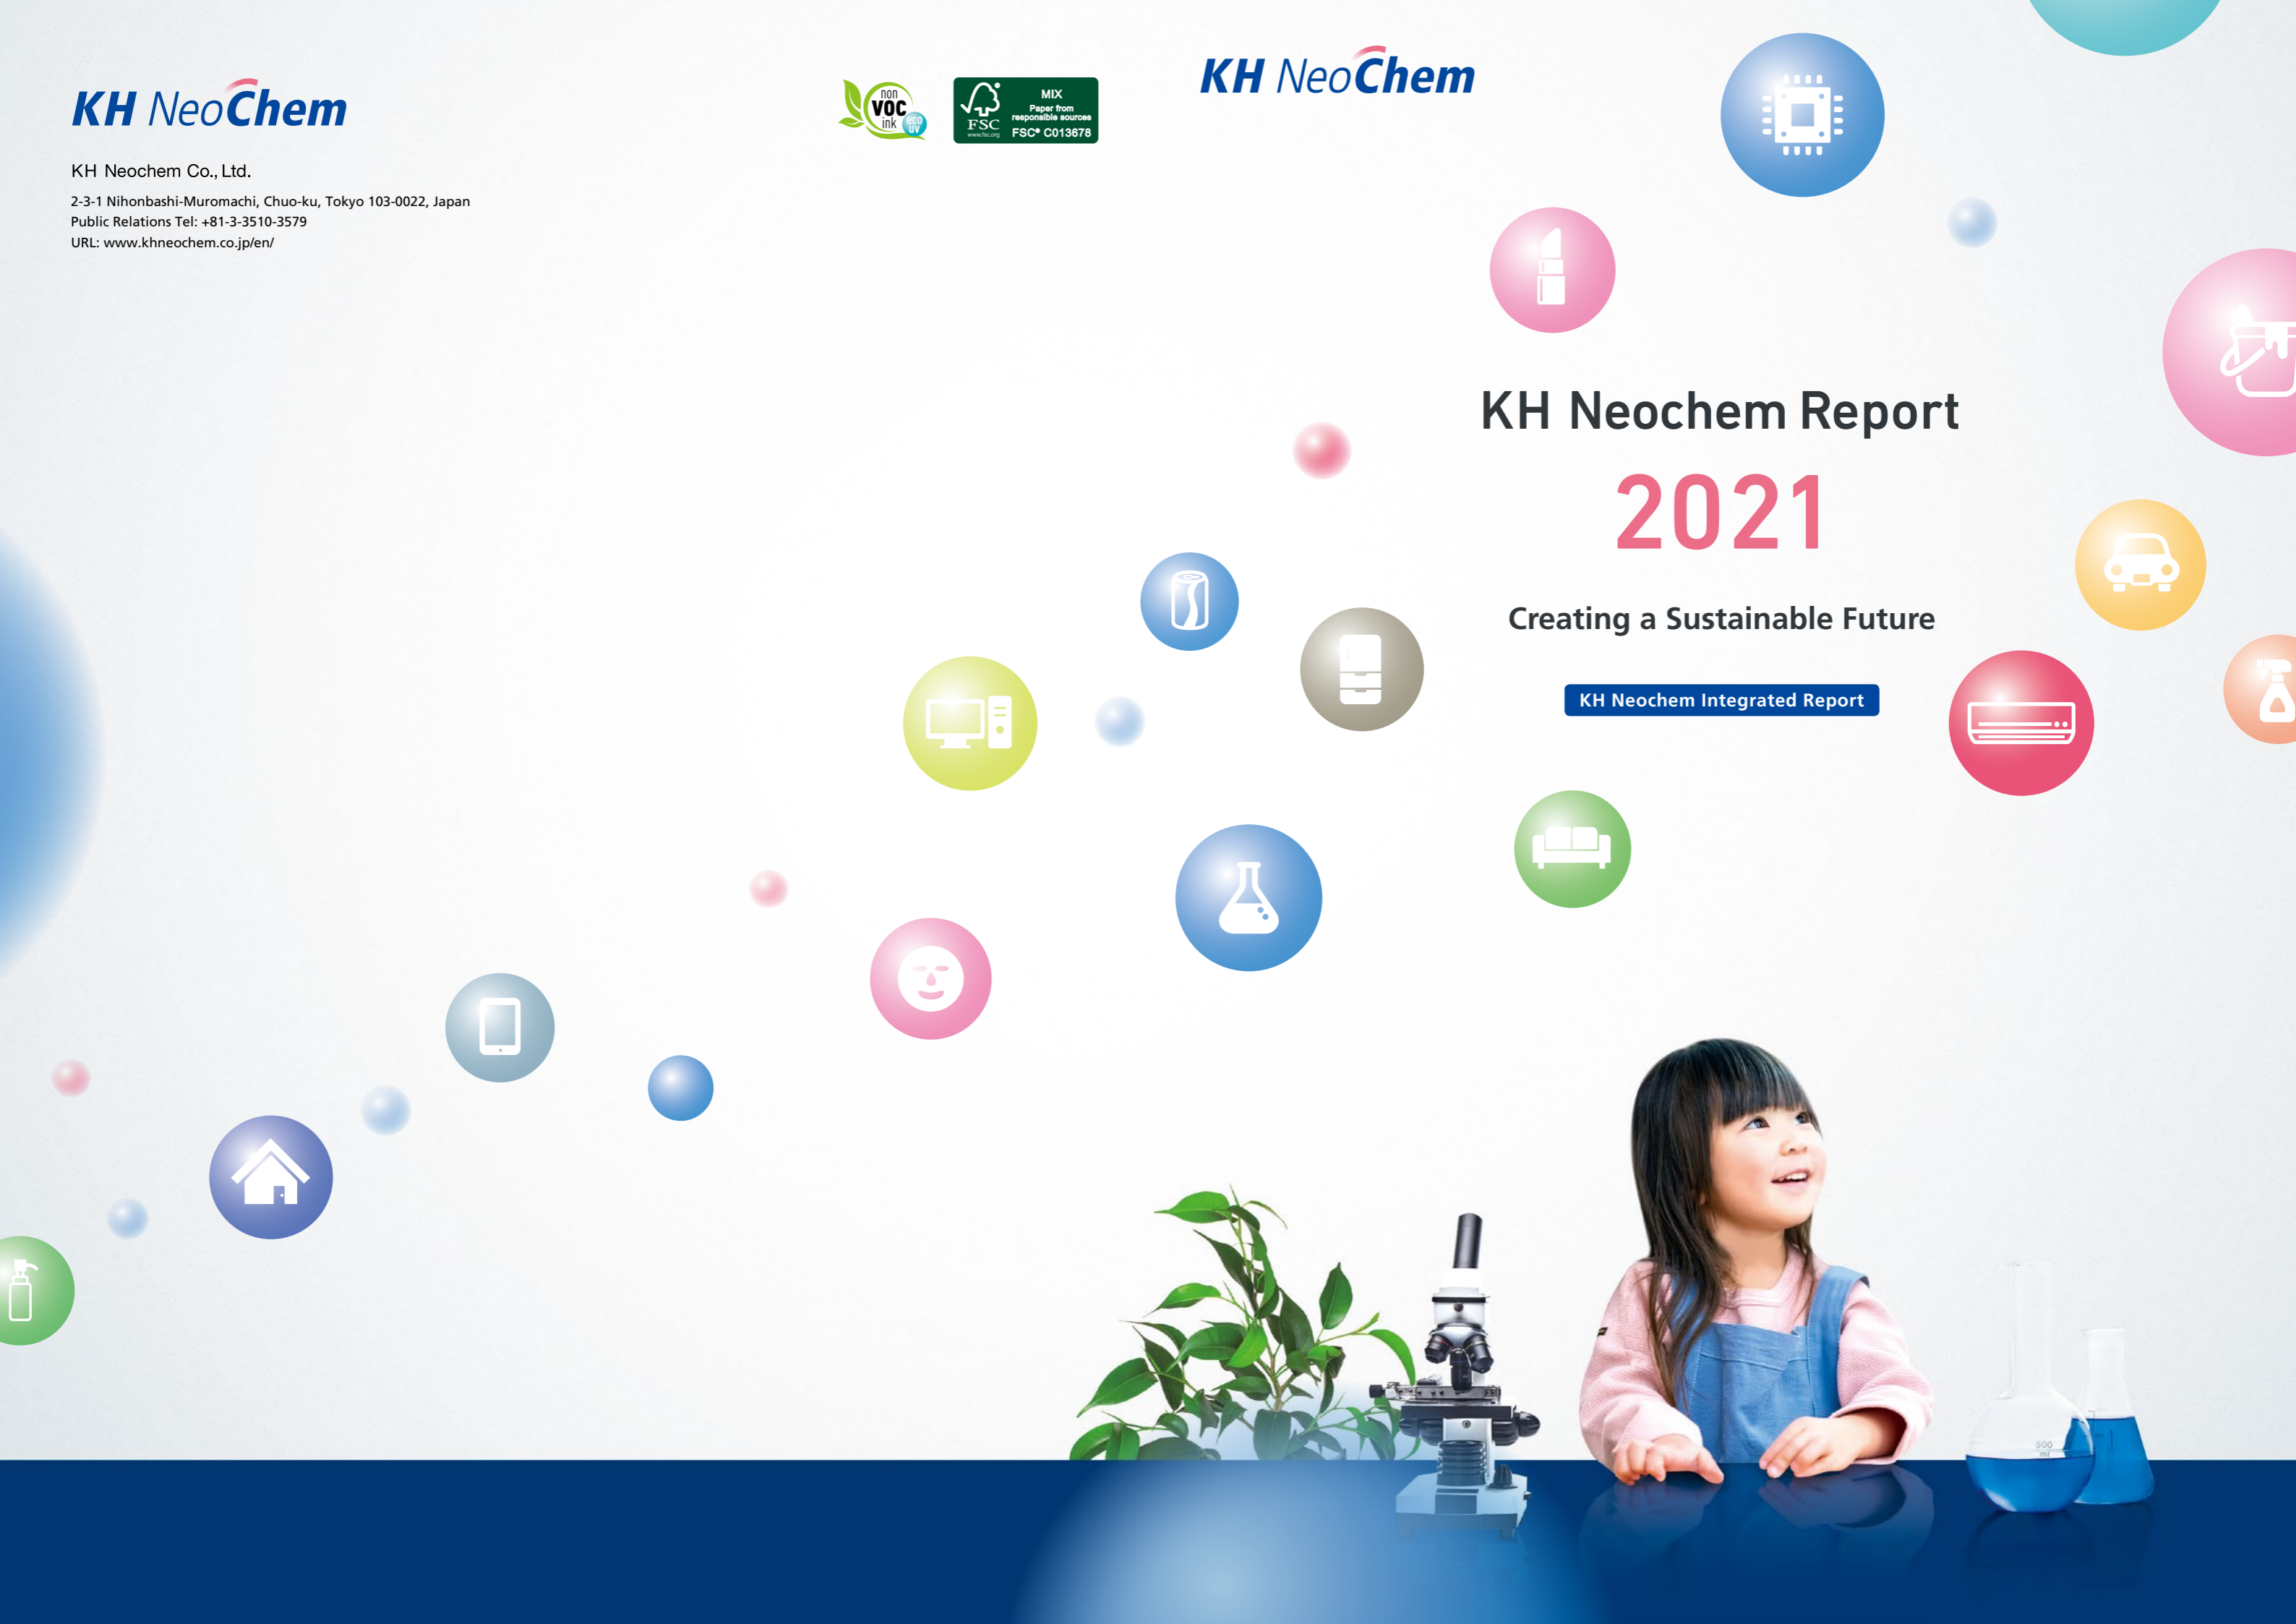 KH NeoChem
KH Neochem Co., Ltd.
2-3-1 Nihonbashi-Muromachi, Chuo-ku, Tokyo 103-0022, Japan
Public Relations Tel: +81-3-3510-3579
URL: www.khneochem.co.jp/en/
non
VOC
ink
eco
UV
FSC
www.fsc.org
MIX
Paper from
responsible sources
FSC® C013678
KH NeoChem
KH Neochem Report
2021
Creating a Sustainable Future
KH Neochem Integrated Report
500
ml